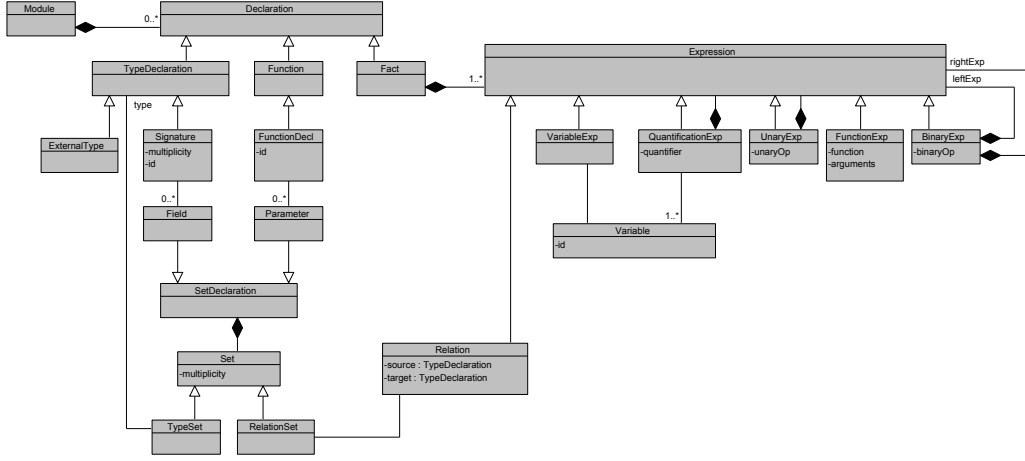 Module
Declaration
0..*
TypeDeclaration
Function
Fact
Expression
rightExp
leftExp
1..*
type
ExternalType
Signature
-multiplicity
-id
FunctionDecl
-id
VariableExp
QuantificationExp
-quantifier
UnaryExp
-unaryOp
FunctionExp
-function
-arguments
BinaryExp
-binaryOp
0..*
0..*
Field
Parameter
1..*
Variable
-id
SetDeclaration
Set
-multiplicity
Relation
-source : TypeDeclaration
-target : TypeDeclaration
TypeSet
RelationSet